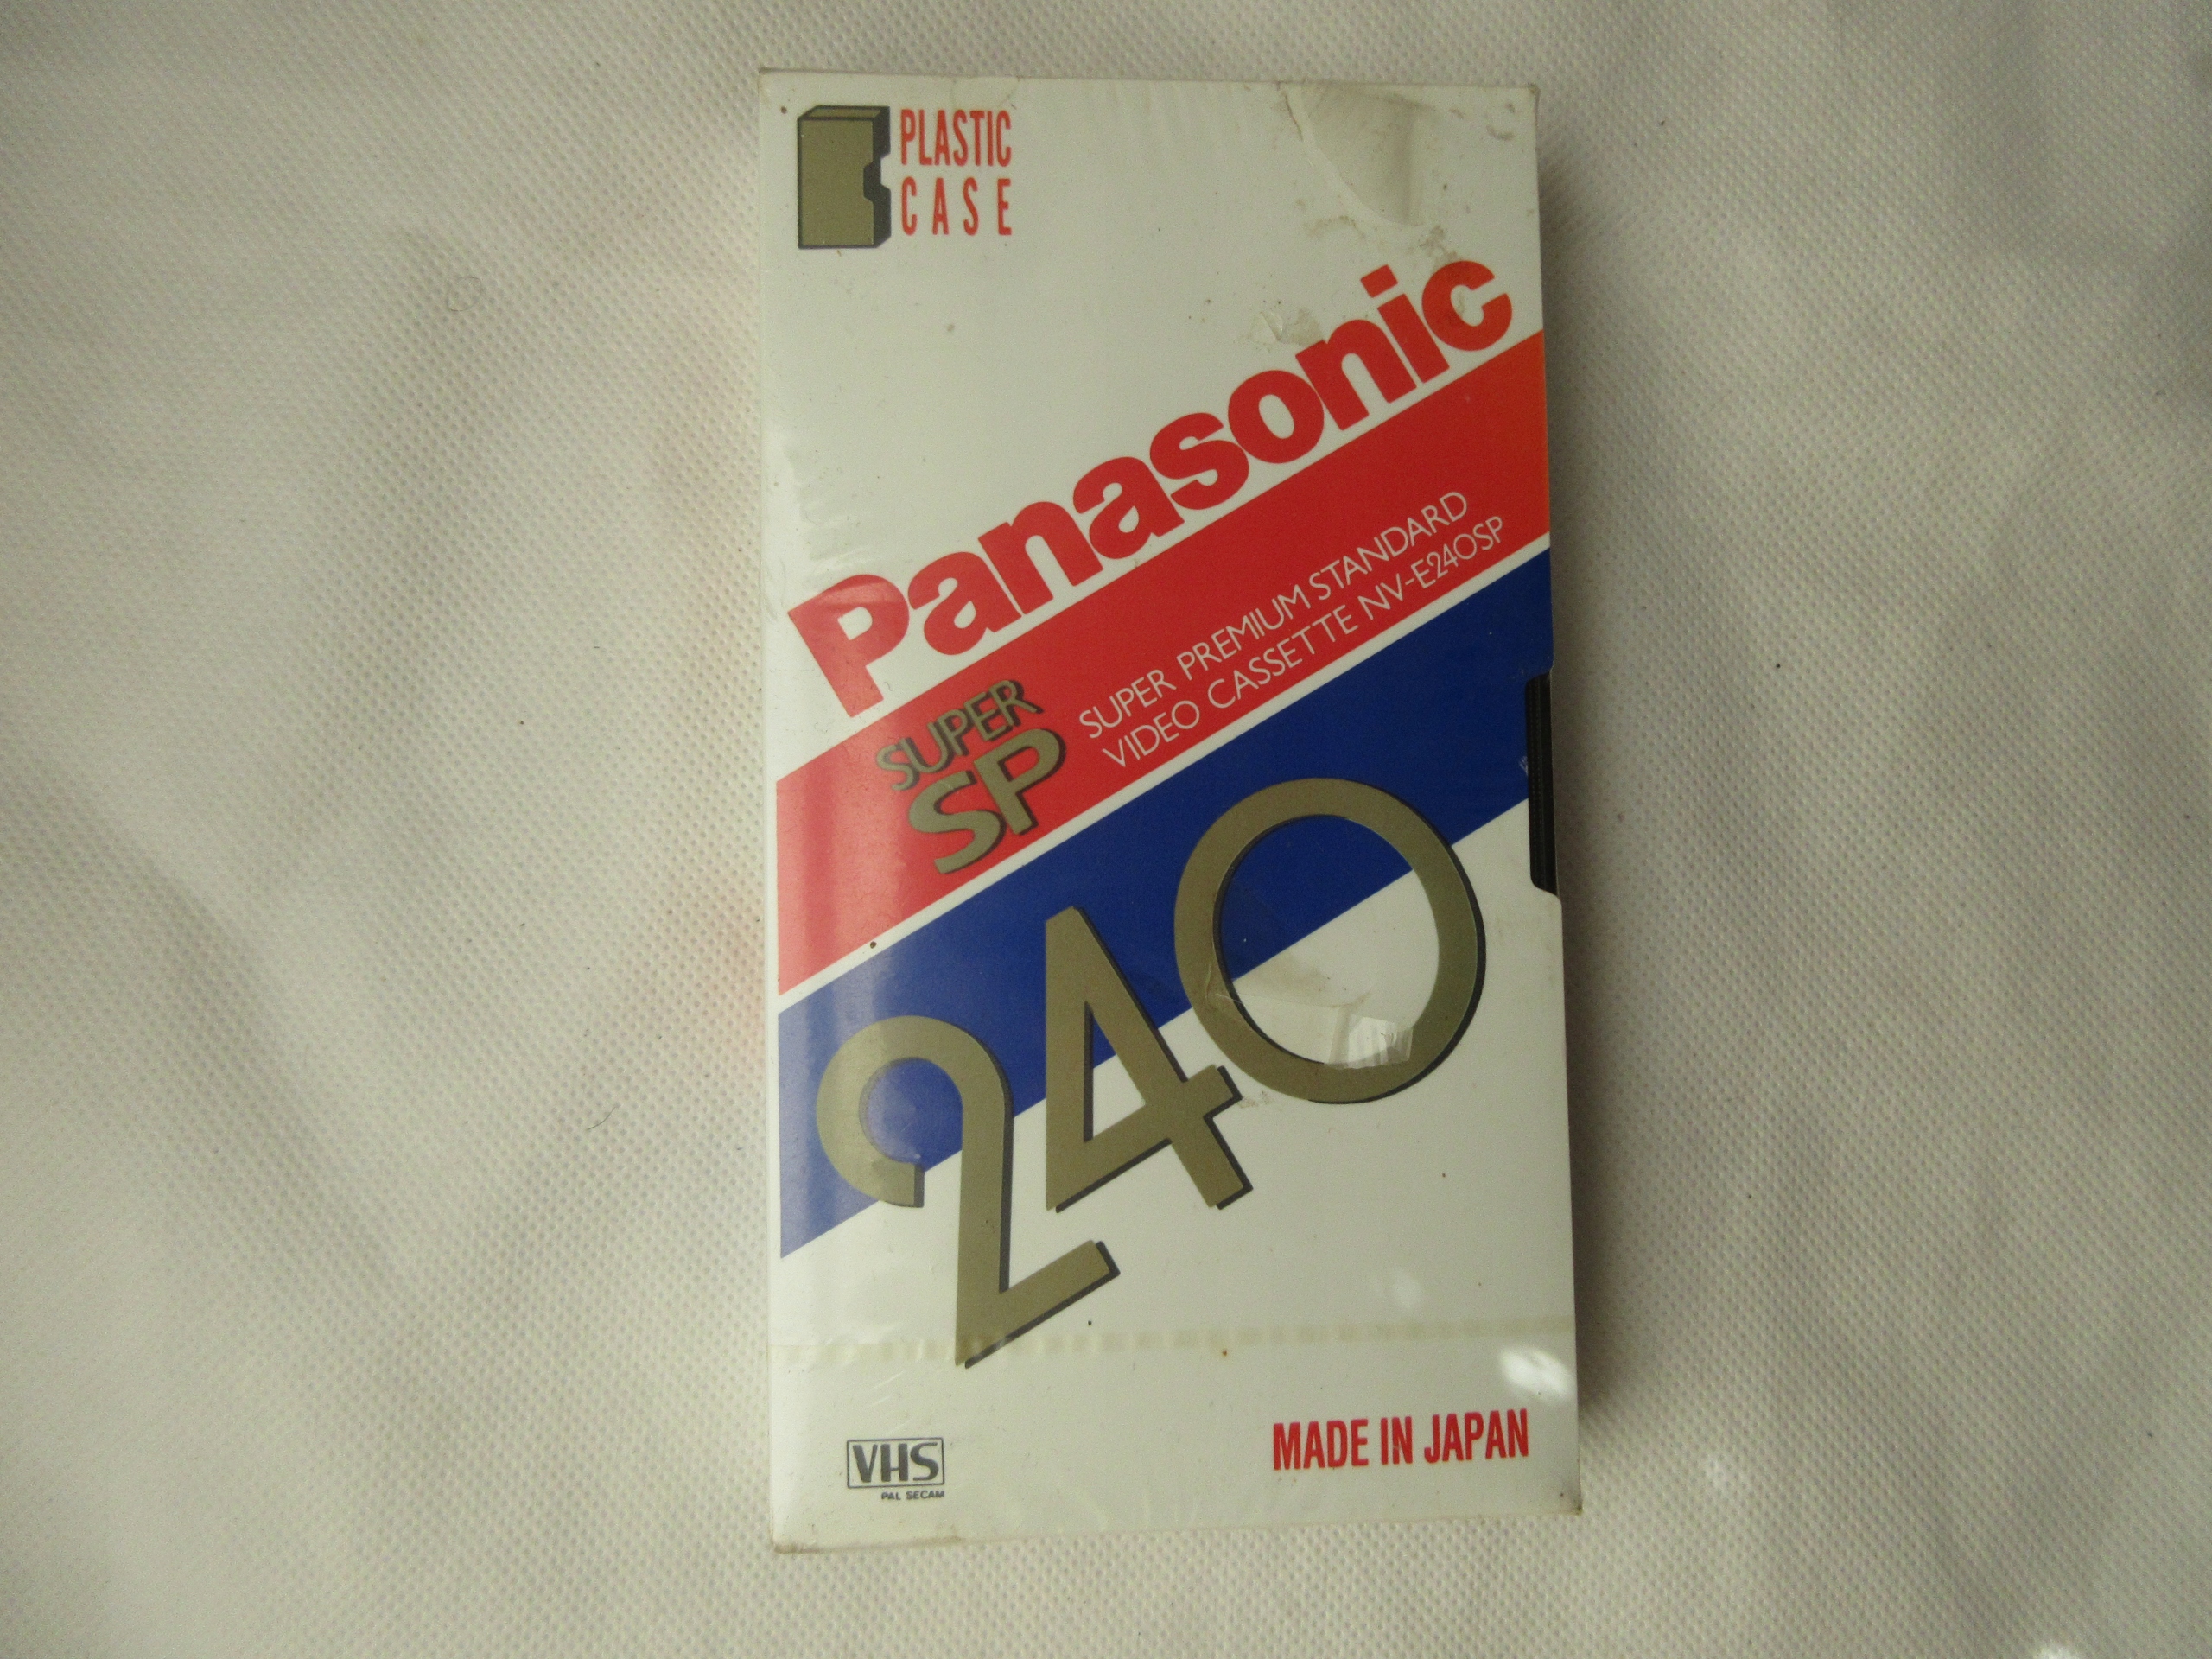 PLASTIC
CASE
Panasonic
SUPER
SP
SUPER PREMIUM STANDARD
VIDEO CASSETTE NV-E240SP
240
VHS
PAL SECAM
MADE IN JAPAN